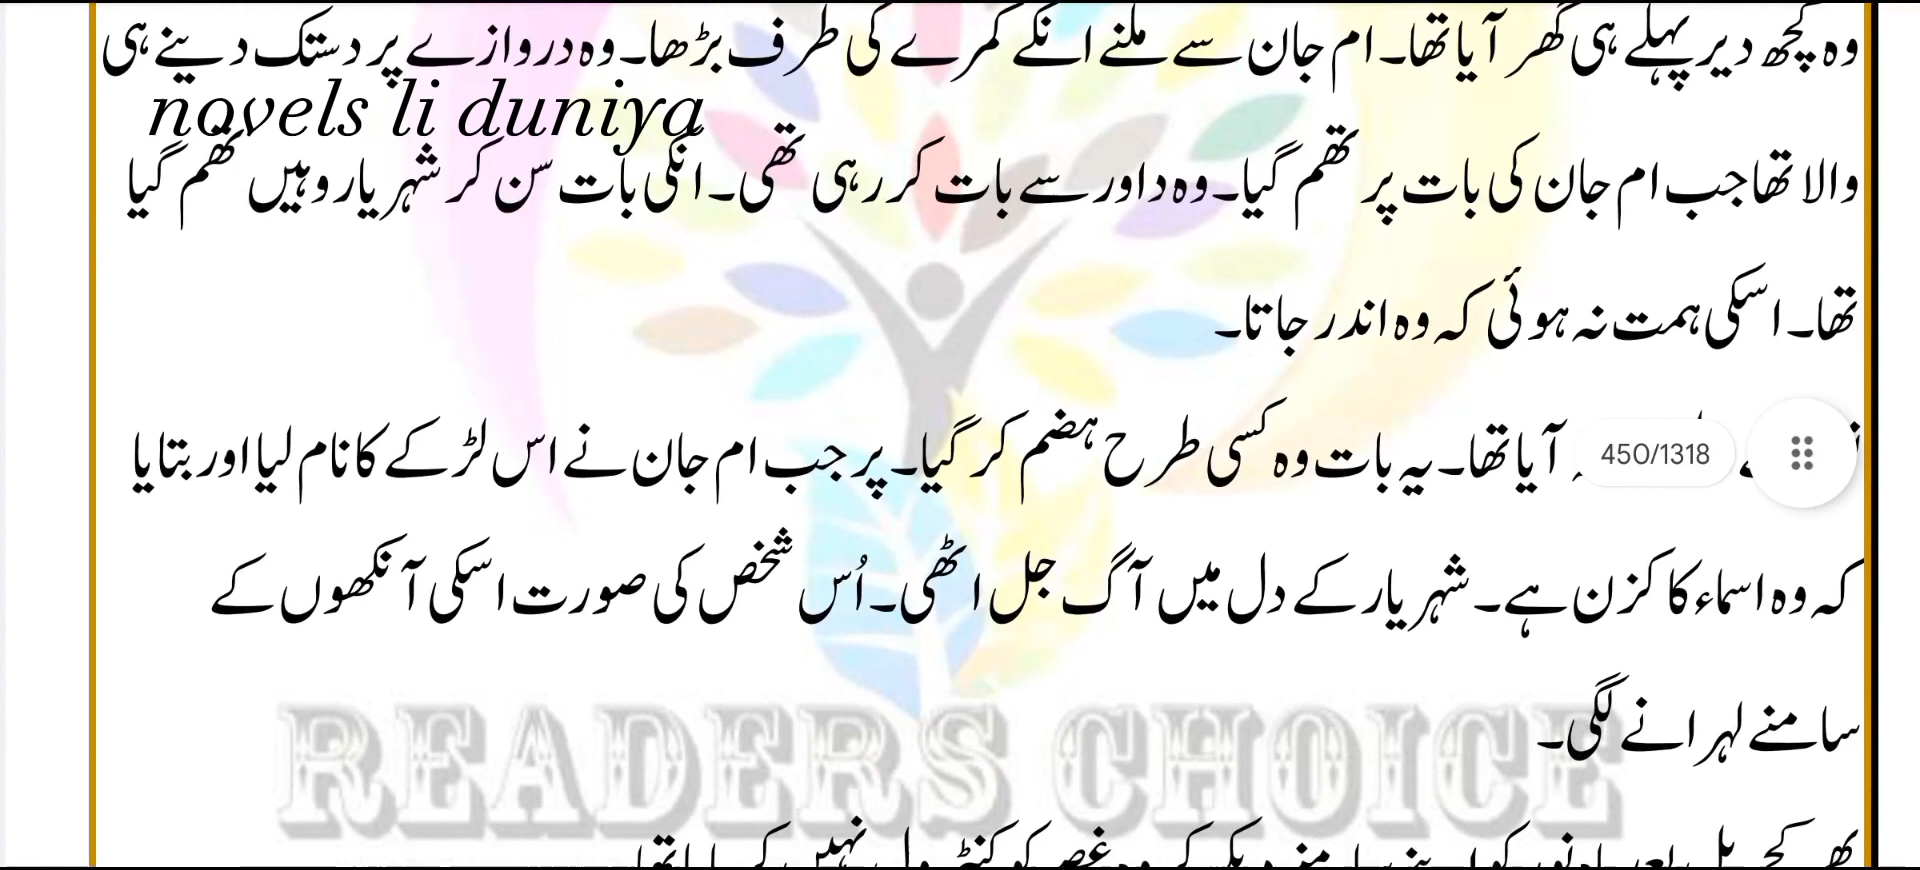 وہ کچھ دیر پہلے ہی گھر آیا تھا۔ ام جان سے ملنے انکے کمرے کی طرف بڑھا۔ وہ دروازے پر دستک دینے ہی
novels li duniya
والا تھا جب ام جان کی بات پر تھم گیا۔ وہ داور سے بات کر رہی تھی۔ انکی بات سن کر شہریار وہیں تھم گیا
تھا۔ اسکی ہمت نہ ہوئی کہ وہ اندر جاتا۔
آیا تھا۔ یہ بات وہ کسی طرح ہضم کر گیا۔ پر جب ام جان نے اس لڑکے کا نام لیا اور بتایا
450/1318
کہ وہ اسماء کا کزن ہے۔ شہریار کے دل میں آگ جل اٹھی۔ اُس شخص کی صورت اسکی آنکھوں کے
سامنے لہرانے لگی۔
READERS CHOICE